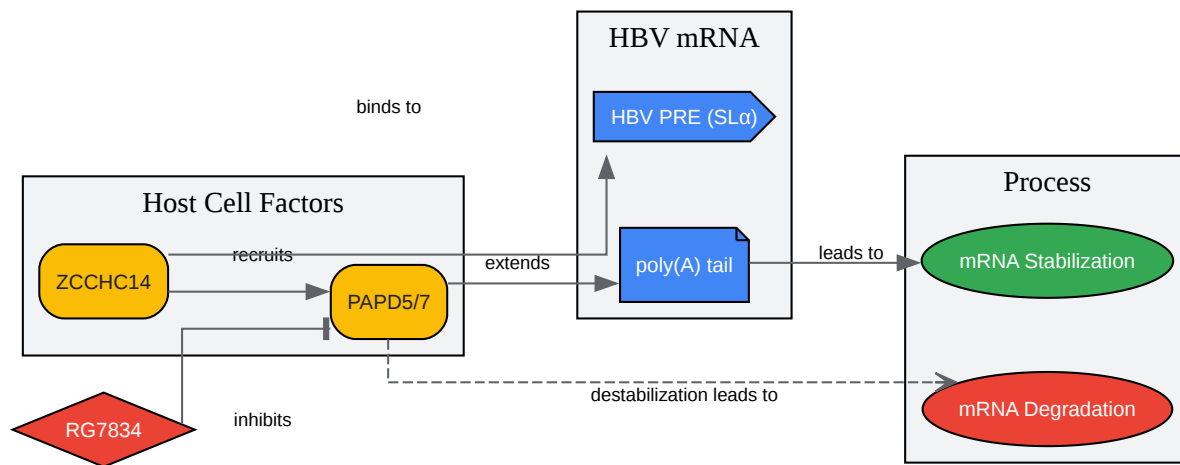 HBV mRNA
binds to
HBV PRE (SLα)
Host Cell Factors
Process
ZCCHC14
recruits
PAPD5/7
extends
poly(A) tail
leads to
mRNA Stabilization
destabilization leads to
mRNA Degradation
RG7834
inhibits